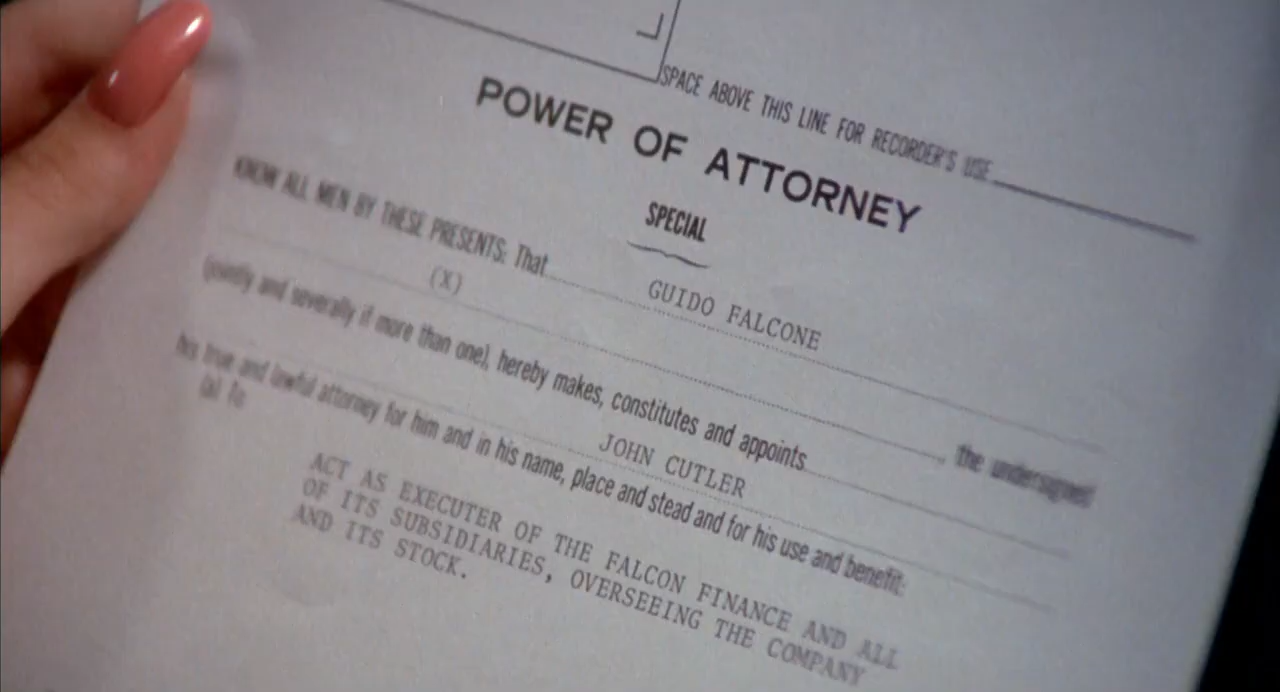 SPACE ABOVE THIS LINE FOR RECORDER'S USE
POWER OF ATTORNEY
SPECIAL
KNOW ALL MEN BY THESE PRESENTS: That GUIDO FALCONE
(X)
, the undersigned
(jointly and severally if more than one), hereby makes, constitutes and appoints
JOHN CUTLER
his true and lawful attorney for him and in his name, place and stead and for his use and benefit:
(a) To
ACT AS EXECUTER OF THE FALCON FINANCE AND ALL
OF ITS SUBSIDIARIES, OVERSEEING THE COMPANY
AND ITS STOCK.